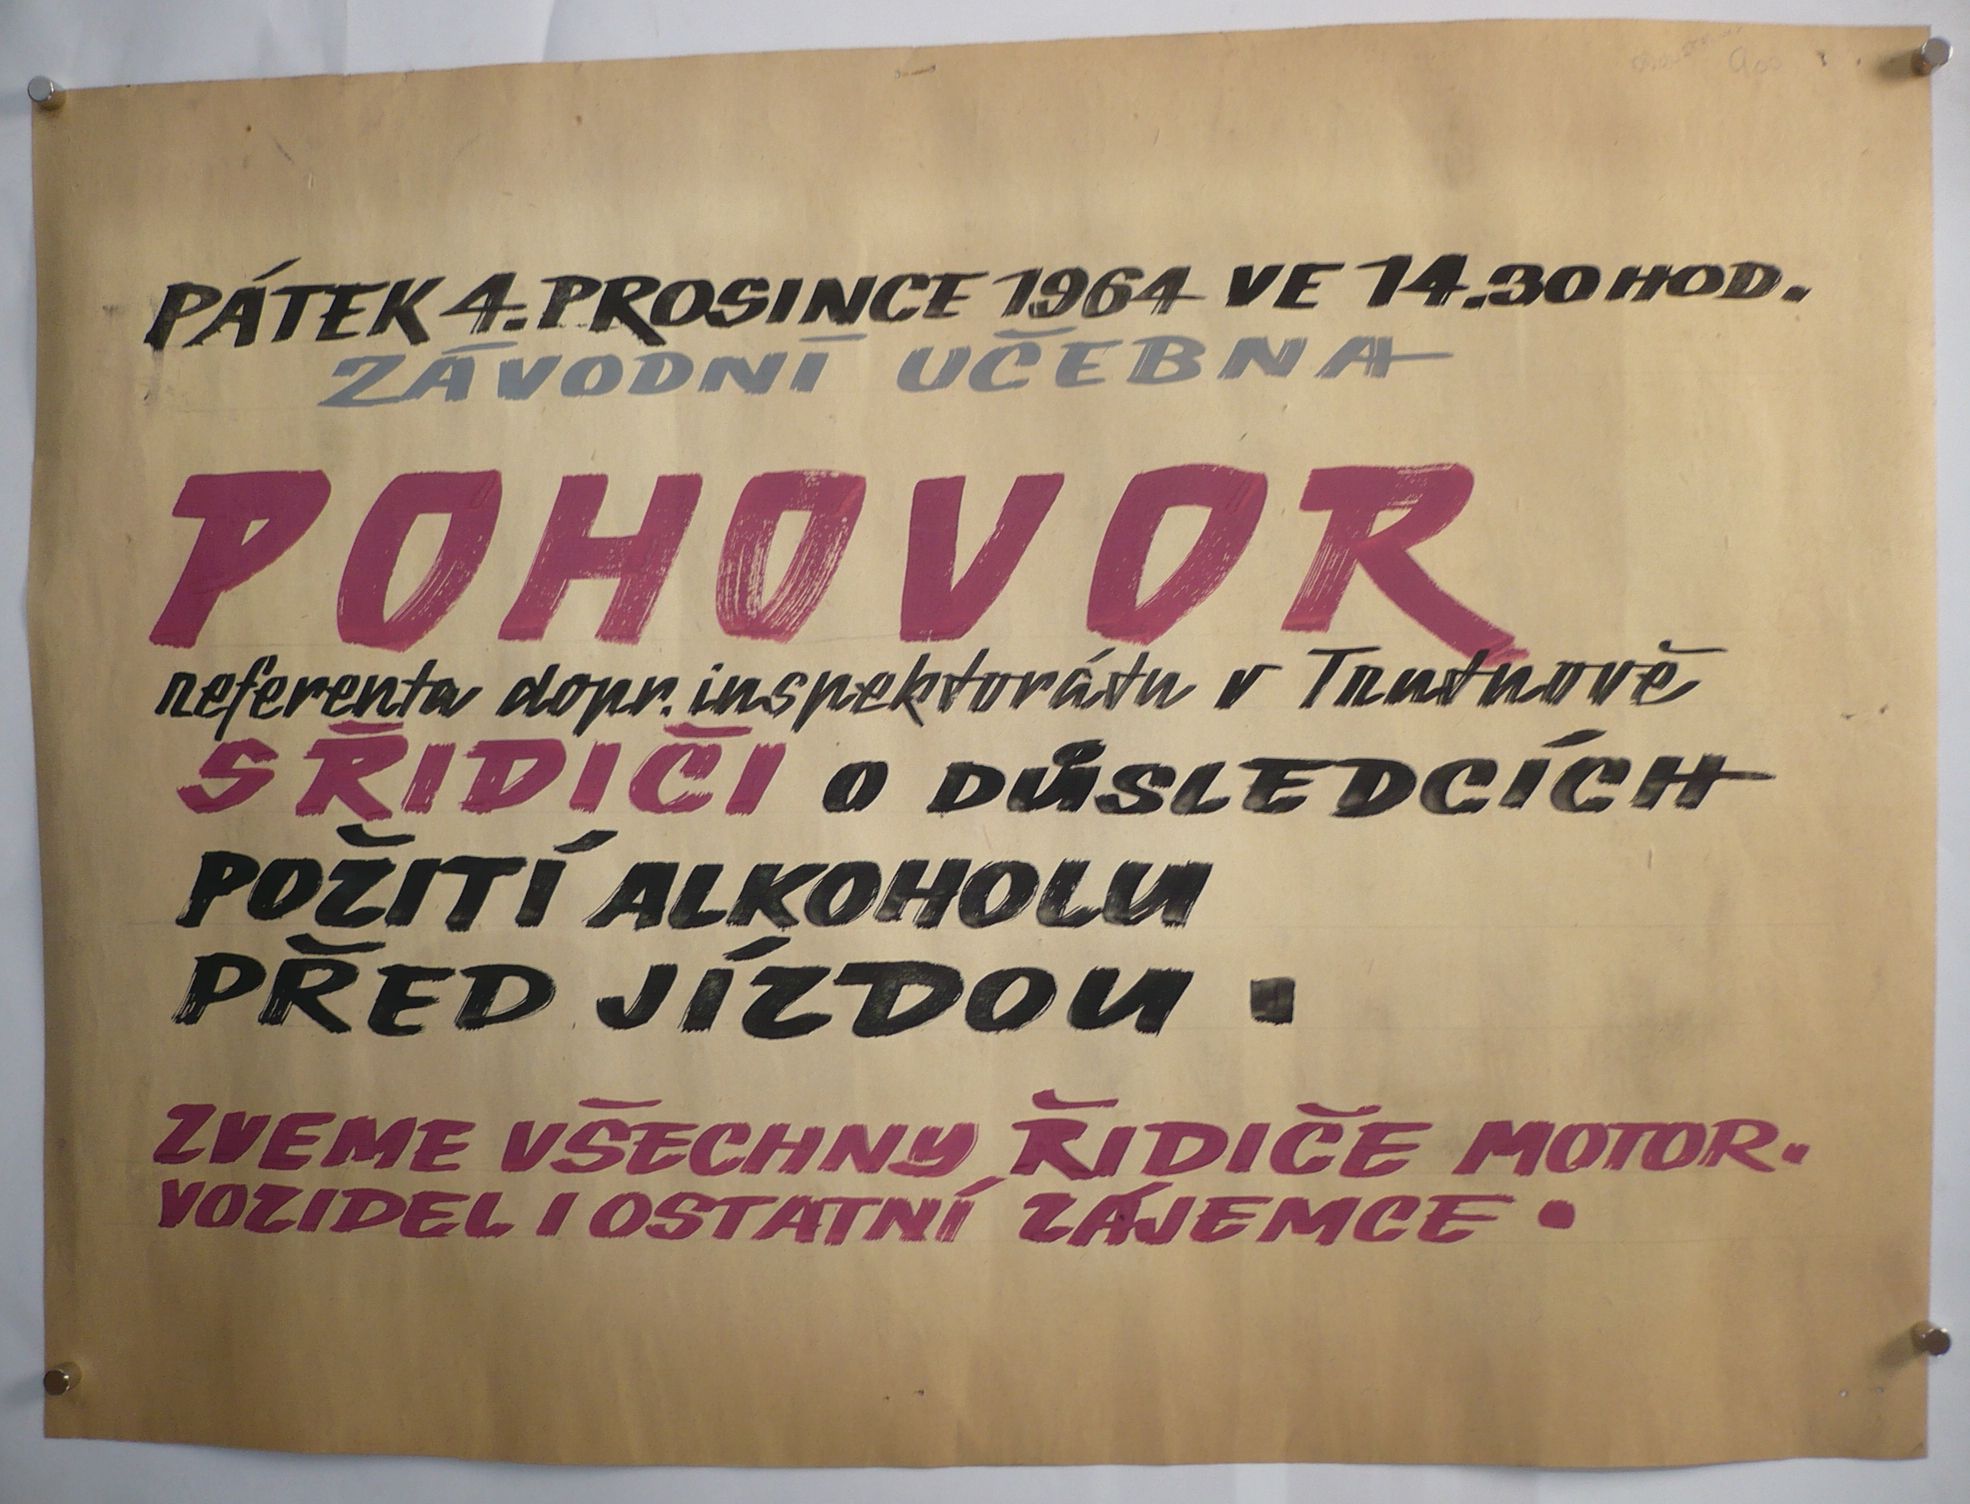 PÁTEK 4. PROSINCE 1964 VE 14.30 HOD.
ZÁVODNÍ UČEBNA
POHOVOR
referenta dopr. inspektorátu v Trutnově
S ŘIDIČI O DŮSLEDCÍCH
POŽITÍ ALKOHOLU
PŘED JÍZDOU.
ZVEME VŠECHNY ŘIDIČE MOTOR.
VOZIDEL I OSTATNÍ ZÁJEMCE.